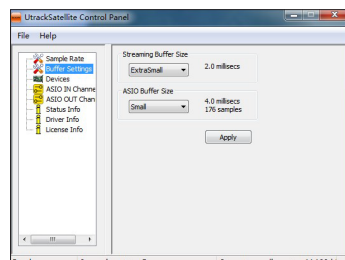 UtrackSatellite Control Panel
File Help
Sample Rate
Buffer Settings
Devices
ASIO IN Channe
ASIO OUT Chan
Status Info
Driver Info
License Info
Streaming Buffer Size
ExtraSmall
2.0 millisecs
ASIO Buffer Size
Small
4.0 millisecs
176 samples
Apply